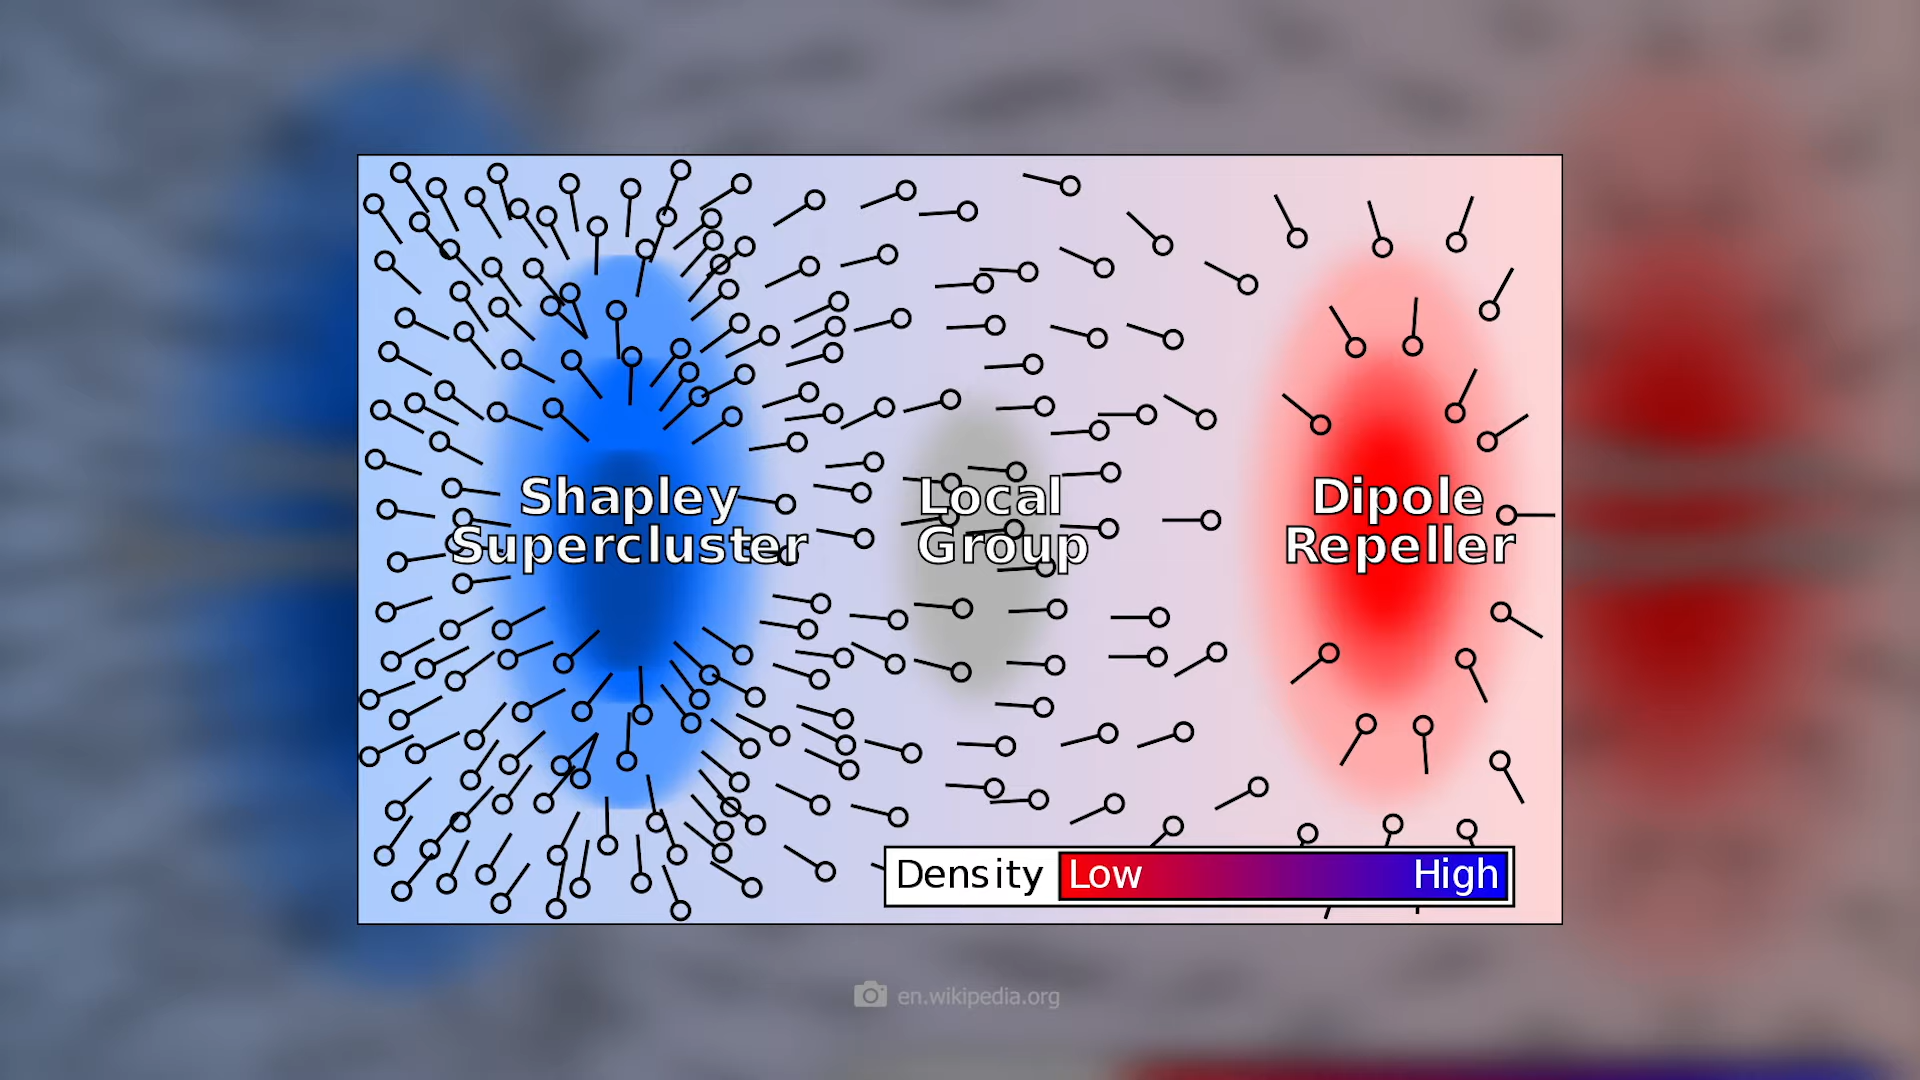 Shapley
Supercluster
Local
Group
Dipole
Repeller
Density Low High
en.wikipedia.org